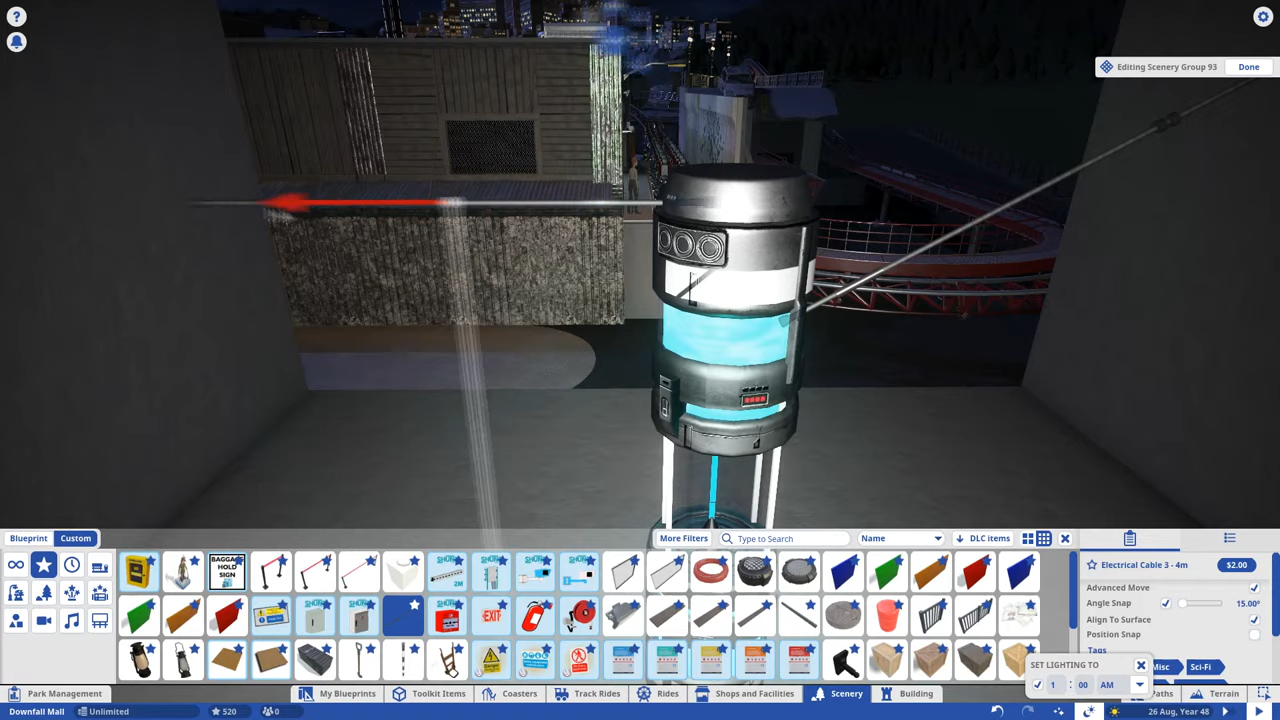 Editing Scenery Group 93
Done
Blueprint
Custom
More Filters
Type to Search
Name
DLC items
BAGGAGE
HOLD
SIGN
2M
EXIT
Electrical Cable 3 - 4m
$2.00
Advanced Move
Angle Snap
15.00°
Align To Surface
Position Snap
Tags
Misc
Sci-Fi
SET LIGHTING TO
1 : 00 AM
Park Management
My Blueprints
Toolkit Items
Coasters
Track Rides
Rides
Shops and Facilities
Scenery
Building
Paths
Terrain
Downfall Mall
Unlimited
520
0
26 Aug, Year 48